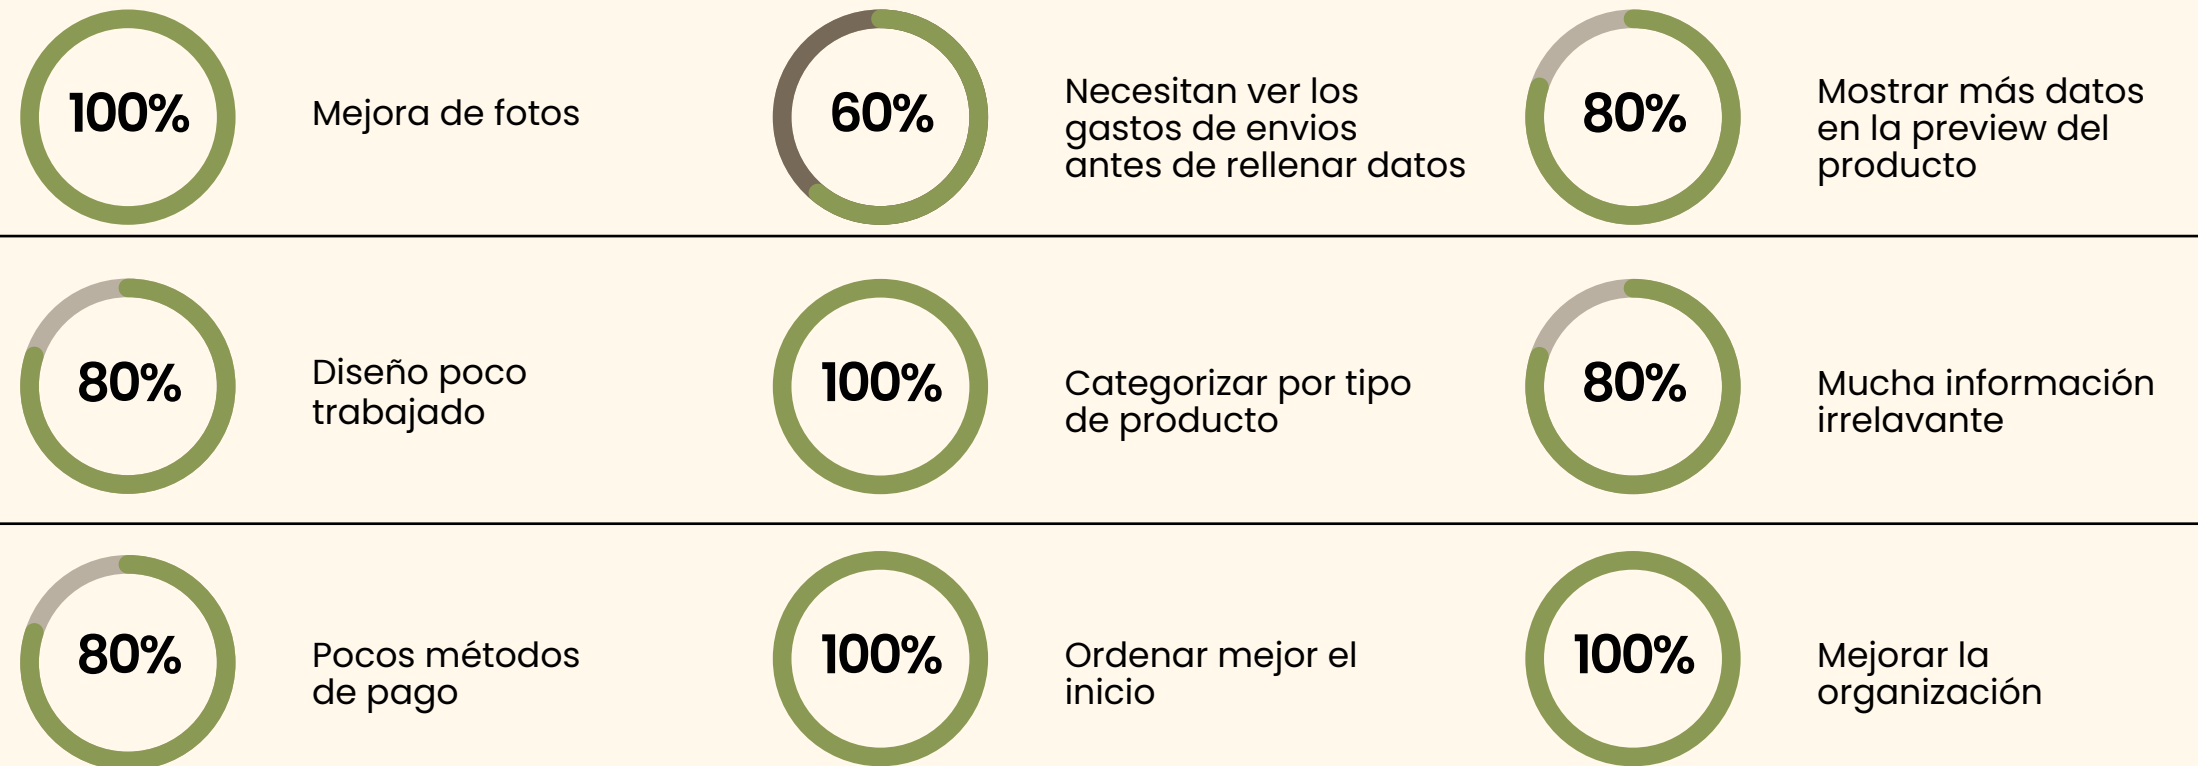 100%
Mejora de fotos
60%
Necesitan ver los
gastos de envios
antes de rellenar datos
80%
Mostrar más datos
en la preview del
producto
80%
Diseño poco
trabajado
100%
Categorizar por tipo
de producto
80%
Mucha información
irrelavante
80%
Pocos métodos
de pago
100%
Ordenar mejor el
inicio
100%
Mejorar la
organización